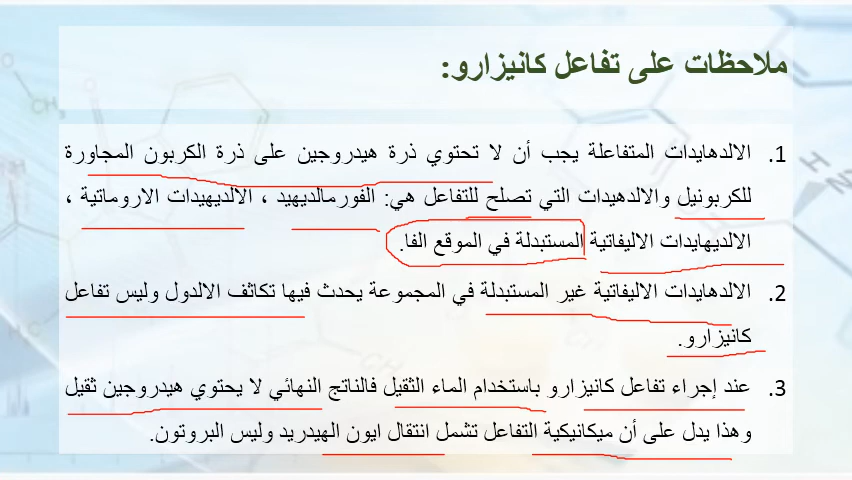 ملاحظات على تفاعل كانيزارو:
1. الالدهايدات المتفاعلة يجب أن لا تحتوي ذرة هيدروجين على ذرة الكربون المجاورة
للكربونيل والالدهيدات التي تصلح للتفاعل هي: الفورمالديهيد ، الالديهيدات الاروماتية ،
الالديهايدات الاليفاتية المستبدلة في الموقع الفا.
2. الالدهايدات الاليفاتية غير المستبدلة في المجموعة يحدث فيها تكاثف الالدول وليس تفاعل
كانيزارو.
3. عند إجراء تفاعل كانيزارو باستخدام الماء الثقيل فالناتج النهائي لا يحتوي هيدروجين ثقيل
وهذا يدل على أن ميكانيكية التفاعل تشمل انتقال ايون الهيدريد وليس البروتون.
CH
H